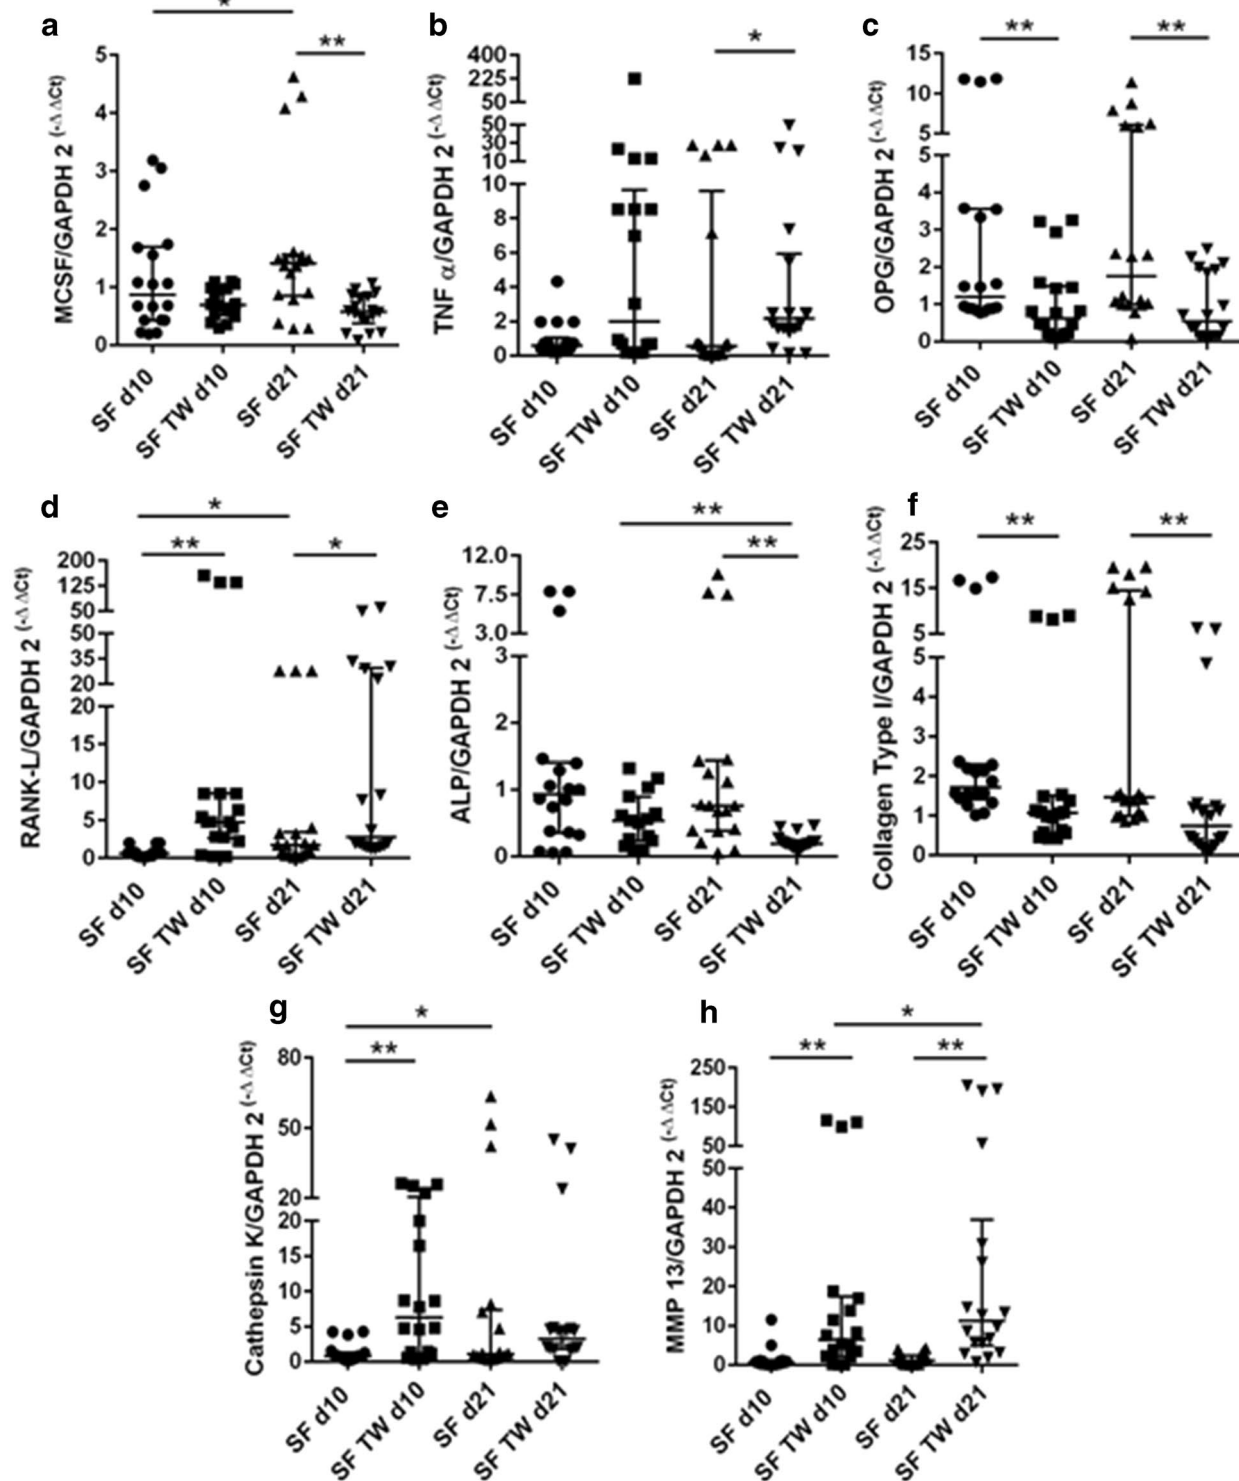 a
*
**
MCSF/GAPDH 2 (-Δ ΔCt)
5
4
3
2
1
0
SF d10
SF TW d10
SF d21
SF TW d21
b
*
TNF α/GAPDH 2 (-Δ ΔCt)
400
225
50
50
30
10
10
8
6
4
2
0
SF d10
SF TW d10
SF d21
SF TW d21
c
**
**
OPG/GAPDH 2 (-Δ ΔCt)
15
10
5
5
4
3
2
1
0
SF d10
SF TW d10
SF d21
SF TW d21
d
*
**
*
RANK-L/GAPDH 2 (-Δ ΔCt)
200
125
50
50
35
20
20
15
10
5
0
SF d10
SF TW d10
SF d21
SF TW d21
e
**
**
ALP/GAPDH 2 (-Δ ΔCt)
12.0
7.5
3.0
3
2
1
0
SF d10
SF TW d10
SF d21
SF TW d21
f
**
**
Collagen Type I/GAPDH 2 (-Δ ΔCt)
25
15
5
5
4
3
2
1
0
SF d10
SF TW d10
SF d21
SF TW d21
g
*
**
Cathepsin K/GAPDH 2 (-Δ ΔCt)
80
50
20
20
15
10
5
0
SF d10
SF TW d10
SF d21
SF TW d21
h
*
**
**
MMP 13/GAPDH 2 (-Δ ΔCt)
250
150
50
50
40
30
20
10
0
SF d10
SF TW d10
SF d21
SF TW d21